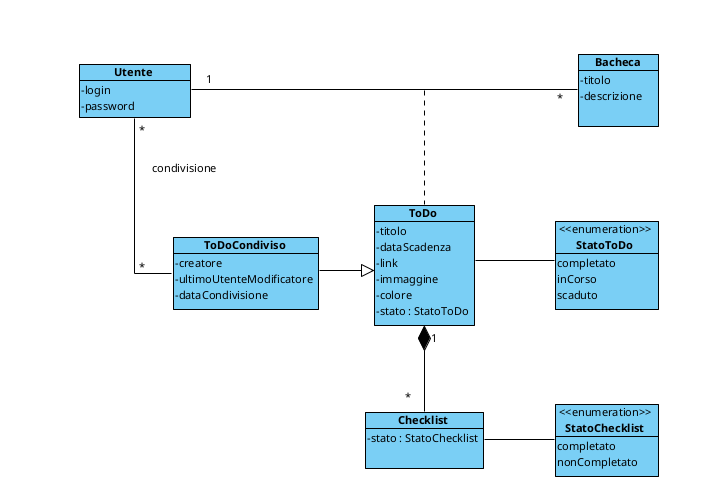 Utente
-login
-password
1
*
Bacheca
-titolo
-descrizione
*
condivisione
*
ToDoCondiviso
-creatore
-ultimoUtenteModificatore
-dataCondivisione
ToDo
-titolo
-dataScadenza
-link
-immaggine
-colore
-stato : StatoToDo
<<enumeration>>
StatoToDo
completato
inCorso
scaduto
1
*
Checklist
-stato : StatoChecklist
<<enumeration>>
StatoChecklist
completato
nonCompletato